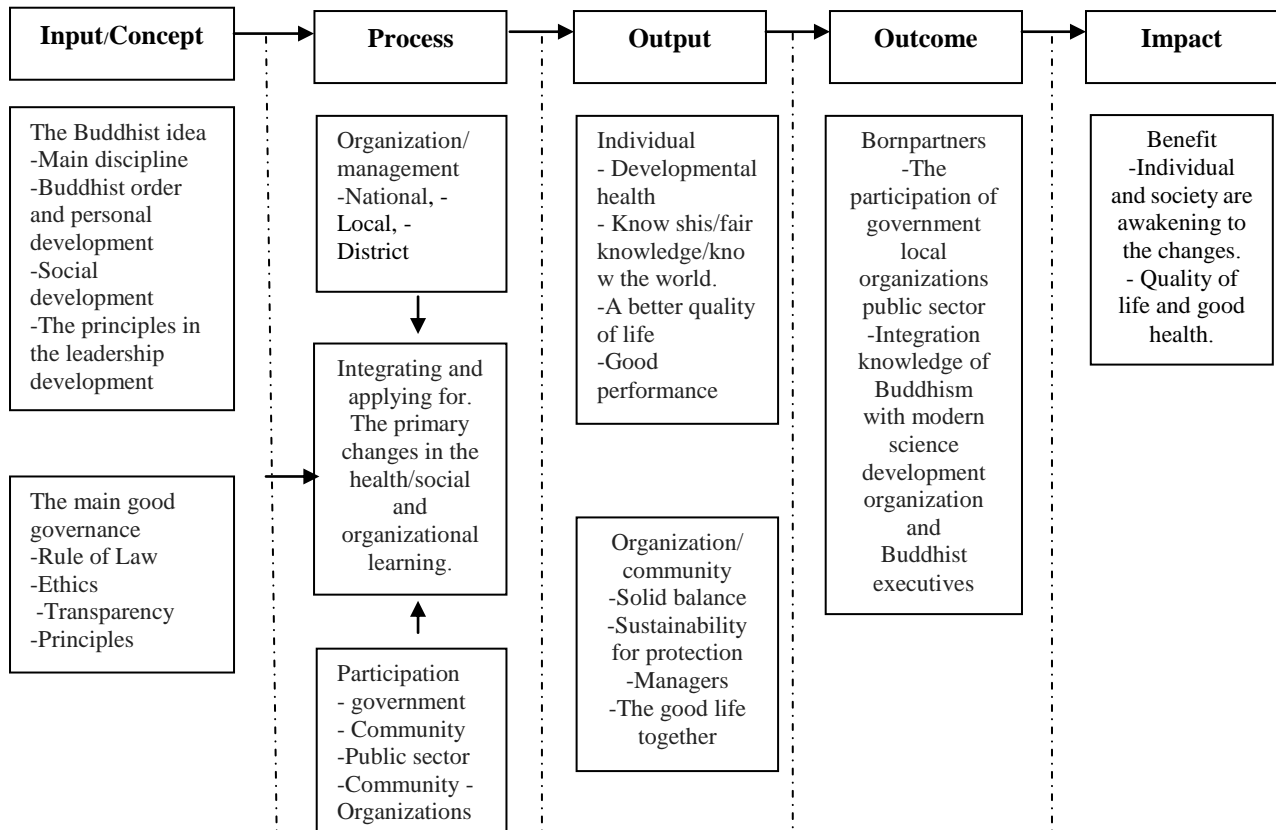 Input/Concept
Process
Output
Outcome
Impact
The Buddhist idea
-Main discipline
-Buddhist order
and personal
development
-Social
development
-The principles in
the leadership
development
The main good
governance
-Rule of Law
-Ethics
-Transparency
-Principles
Organization/
management
-National, -
Local, -
District
Integrating and
applying for.
The primary
changes in the
health/social
and
organizational
learning.
Participation
- government
- Community
-Public sector
-Community -
Organizations
Individual
- Developmental
health
- Know shis/fair
knowledge/kno
w the world.
-A better quality
of life
-Good
performance
Organization/
community
-Solid balance
-Sustainability
for protection
-Managers
-The good life
together
Bornpartners
-The
participation of
government
local
organizations
public sector
-Integration
knowledge of
Buddhism
with modern
science
development
organization
and
Buddhist
executives
Benefit
-Individual
and society are
awakening to
the changes.
- Quality of
life and good
health.